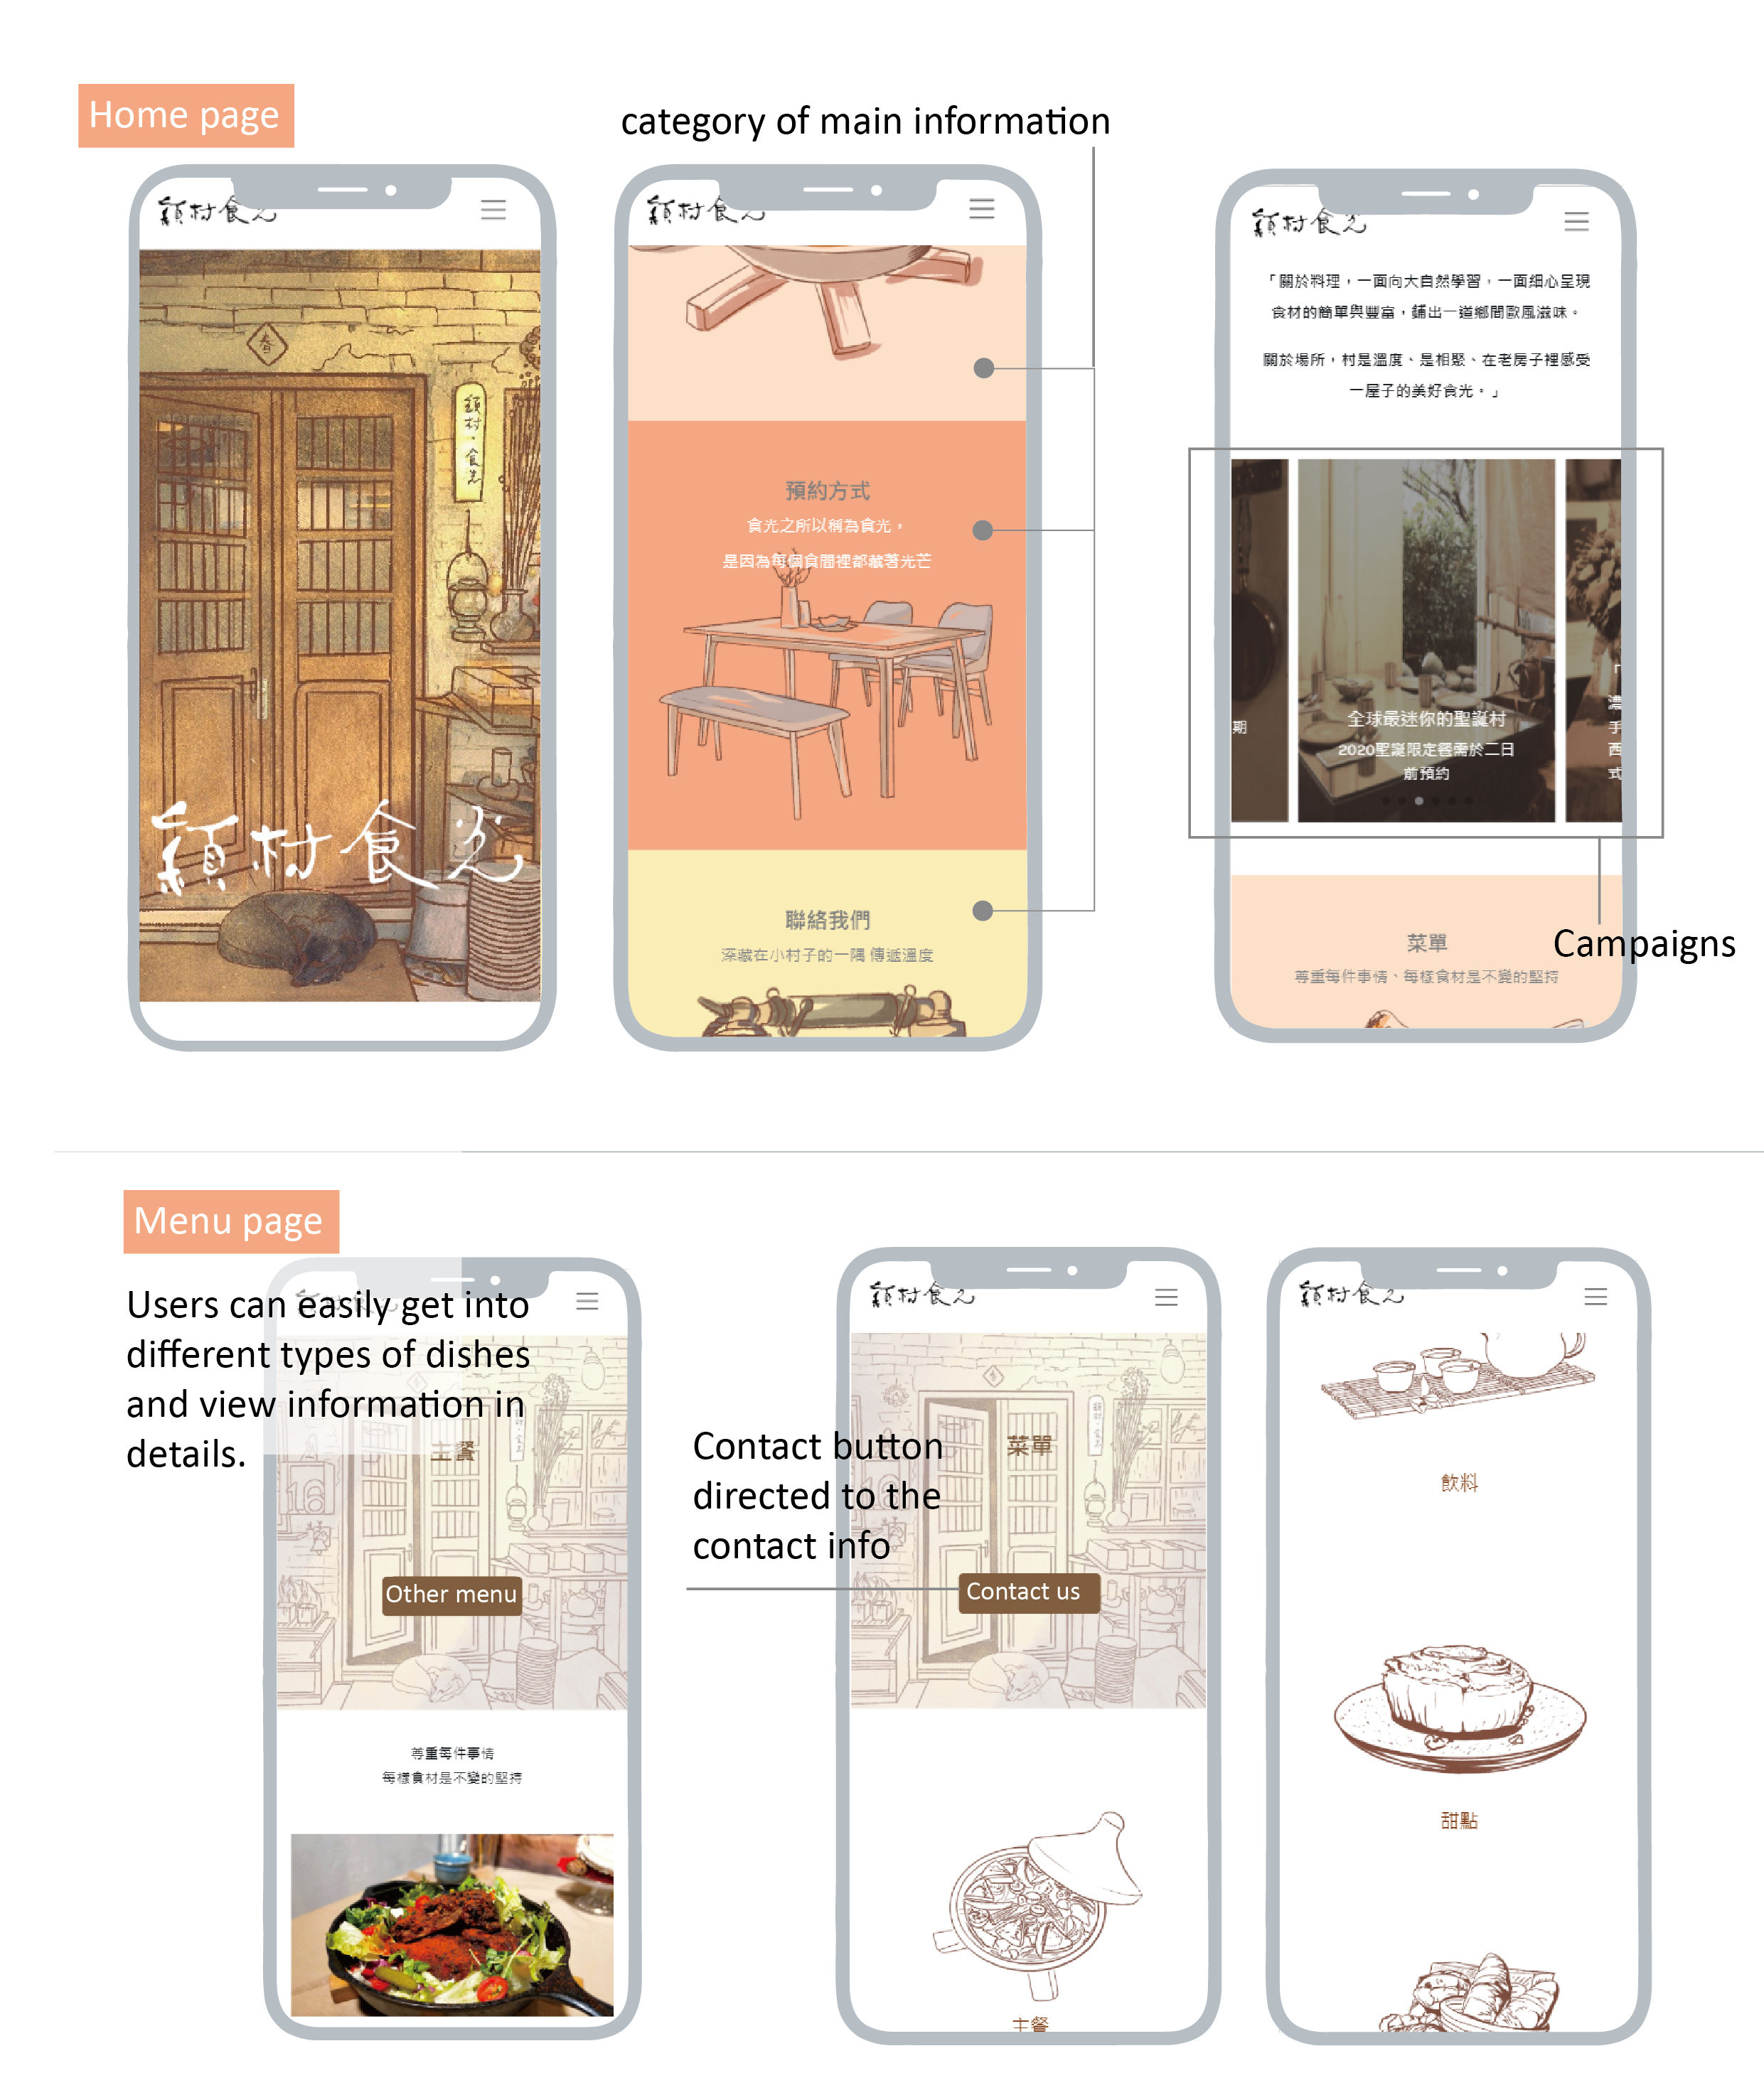 Home page
category of main information
穎村食光
春
穎村·食光
穎村食光
穎村食光
預約方式
食光之所以稱為食光，
是因為每個食間裡都藏著光芒
聯絡我們
深藏在小村子的一隅 傳遞溫度
穎村食光
「關於料理，一面向大自然學習，一面細心呈現
食材的簡單與豐富，鋪出一道鄉間歐風滋味。
關於場所，村是溫度、是相聚、在老房子裡感受
一屋子的美好食光。」
期
全球最迷你的聖誕村
2020聖誕限定餐需於二日
前預約
「
濃
手
西
式
Campaigns
菜單
尊重每件事情、每樣食材是不變的堅持
Menu page
Users can easily get into
different types of dishes
and view information in
details.
穎村食光
主餐
16
Other menu
尊重每件事情
每樣食材是不變的堅持
Contact button
directed to the
contact info
穎村食光
菜單
Contact us
主餐
穎村食光
飲料
甜點